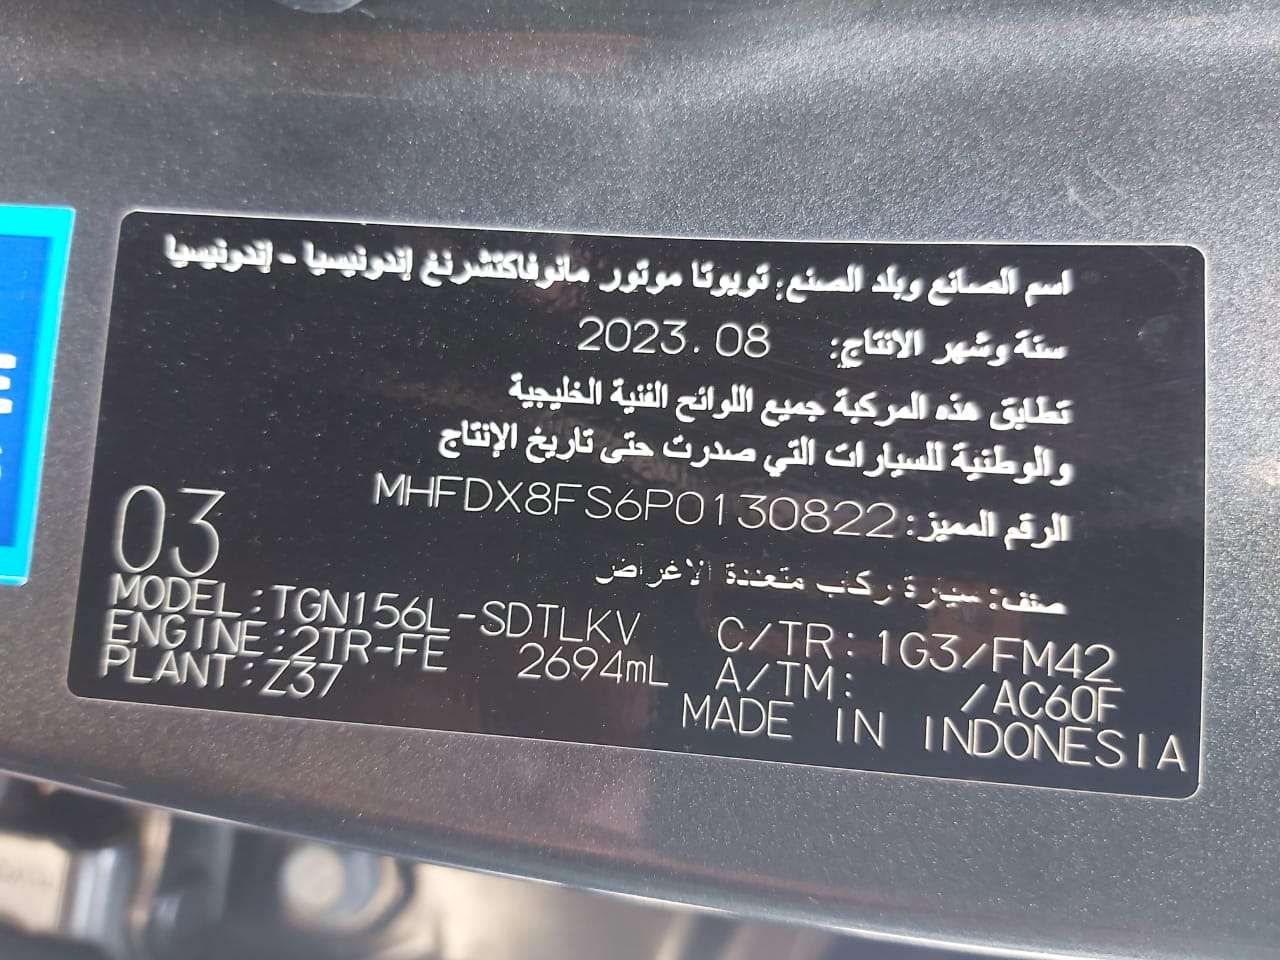 اسم الصانع وبلد الصنع: تويوتا موتور مانوفاكتشرنغ إندونيسيا - إندونيسيا
سنة وشهر الانتاج: 2023.08
تطابق هذه المركبة جميع اللوائح الفنية الخليجية
والوطنية للسيارات التي صدرت حتى تاريخ الإنتاج
الرقم المميز: MHFDX8FS6P0130822
صنف: سيارة ركاب متعددة الاغراض
03
MODEL:TGN156L-SDTLKV C/TR:1G3/FM42
ENGINE:2TR-FE 2694mL A/TM: /AC60F
PLANT:Z37 MADE IN INDONESIA